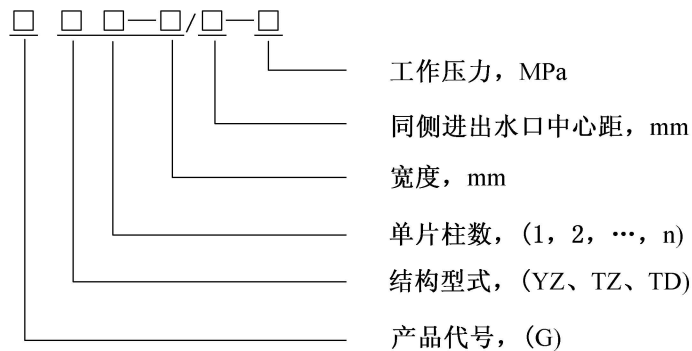 □ □ □—□/□—□
工作压力，MPa
同侧进出水口中心距，mm
宽度，mm
单片柱数，(1，2，…，n)
结构型式，(YZ、TZ、TD)
产品代号，(G)